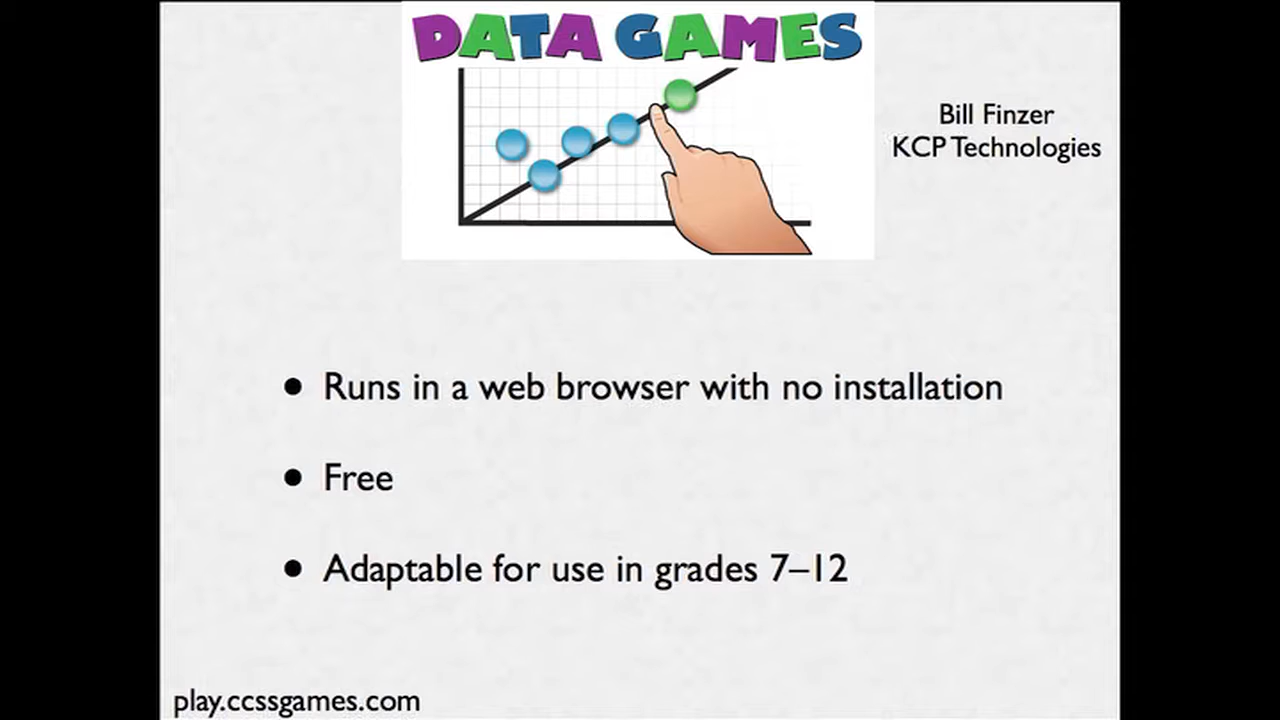 DATA GAMES
Bill Finzer
KCP Technologies
• Runs in a web browser with no installation
• Free
• Adaptable for use in grades 7–12
play.ccssgames.com